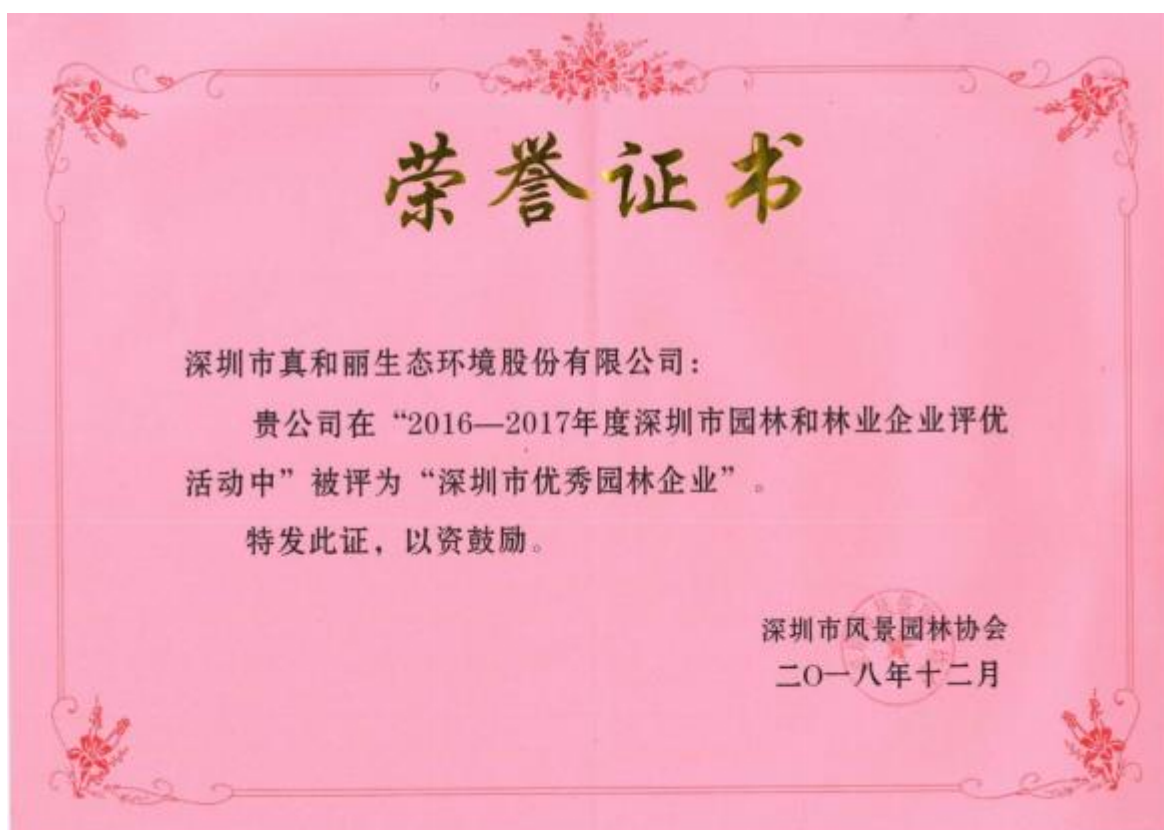 荣誉证书
深圳市真和丽生态环境股份有限公司：
贵公司在“2016—2017年度深圳市园林和林业企业评优
活动中”被评为“深圳市优秀园林企业”。
特发此证，以资鼓励。
深圳市风景园林协会
二O一八年十二月